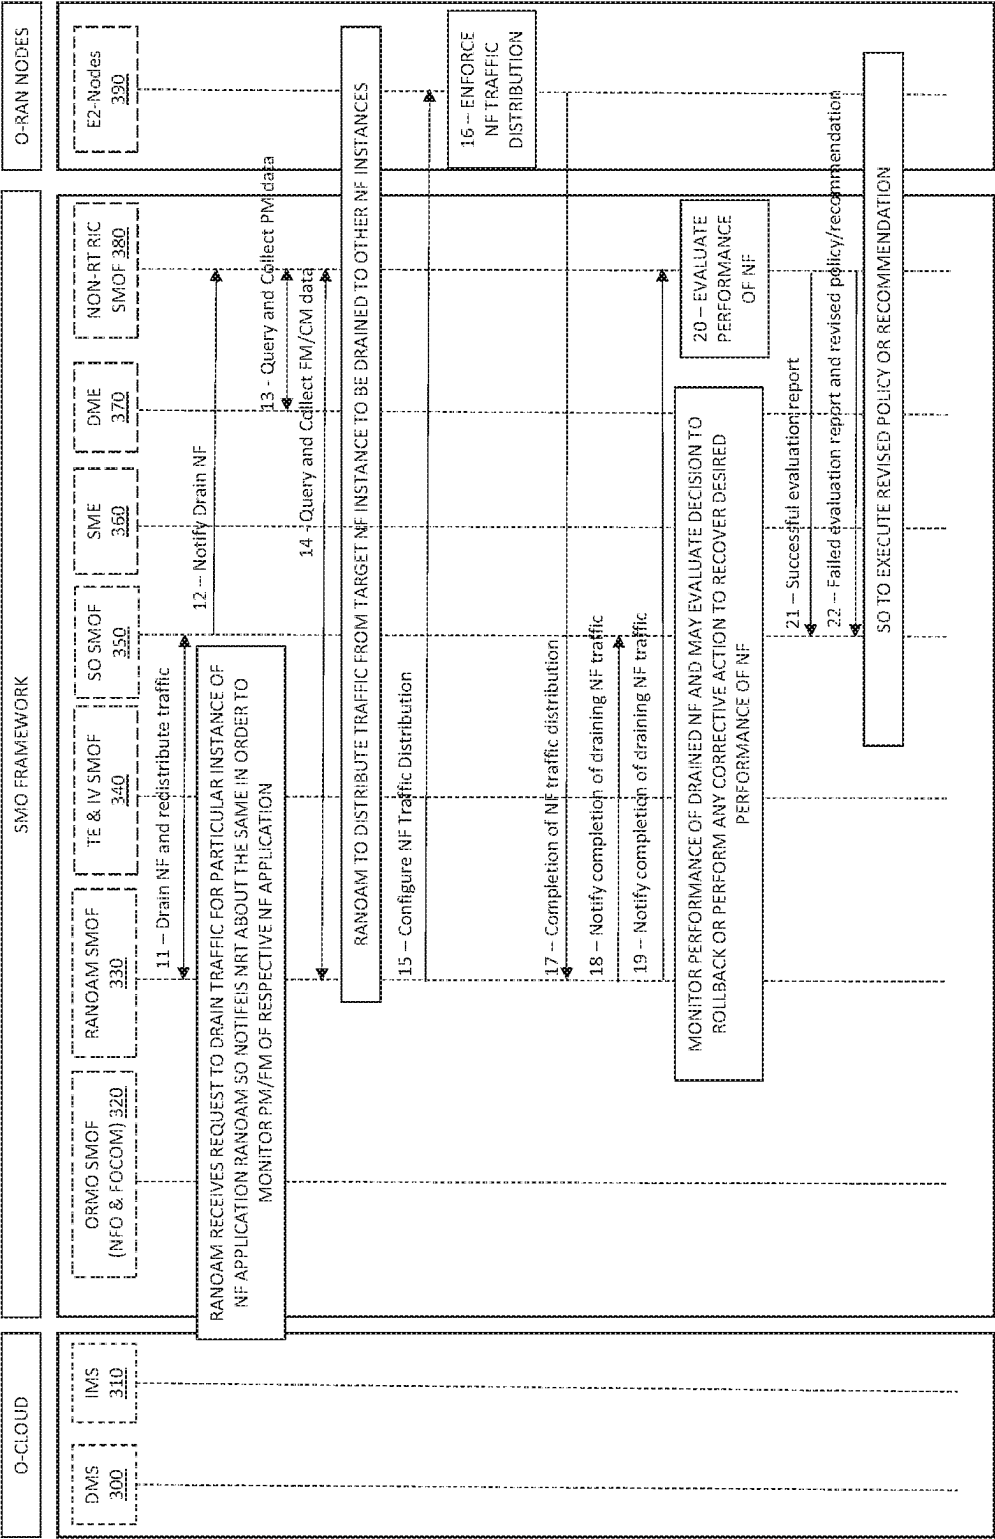 O-CLOUD
SMO FRAMEWORK
O-RAN NODES
DMS
300
IMS
310
ORMO SMOF
(NFO & FOCOM) 320
RANOAM SMOF
330
TE & IV SMOF
340
SO SMOF
350
SME
360
DME
370
NON-RT RIC
SMOF 380
E2-Nodes
390
11 – Drain NF and redistribute traffic
12 – Notify Drain NF
RANOAM RECEIVES REQUEST TO DRAIN TRAFFIC FOR PARTICULAR INSTANCE OF
NF APPLICATION RANOAM SO NOTIFEIS NRT ABOUT THE SAME IN ORDER TO
MONITOR PM/FM OF RESPECTIVE NF APPLICATION
13 - Query and Collect PM data
14 - Query and Collect FM/CM data
RANOAM TO DISTRIBUTE TRAFFIC FROM TARGET NF INSTANCE TO BE DRAINED TO OTHER NF INSTANCES
15 – Configure NF Traffic Distribution
16 – ENFORCE
NF TRAFFIC
DISTRIBUTION
17 – Completion of NF traffic distribution
18 – Notify completion of draining NF traffic
19 – Notify completion of draining NF traffic
20 – EVALUATE
PERFORMANCE
OF NF
MONITOR PERFORMANCE OF DRAINED NF AND MAY EVALUATE DECISION TO
ROLLBACK OR PERFORM ANY CORRECTIVE ACTION TO RECOVER DESIRED
PERFORMANCE OF NF
21 – Successful evaluation report
22 – Failed evaluation report and revised policy/recommendation
SO TO EXECUTE REVISED POLICY OR RECOMMENDATION